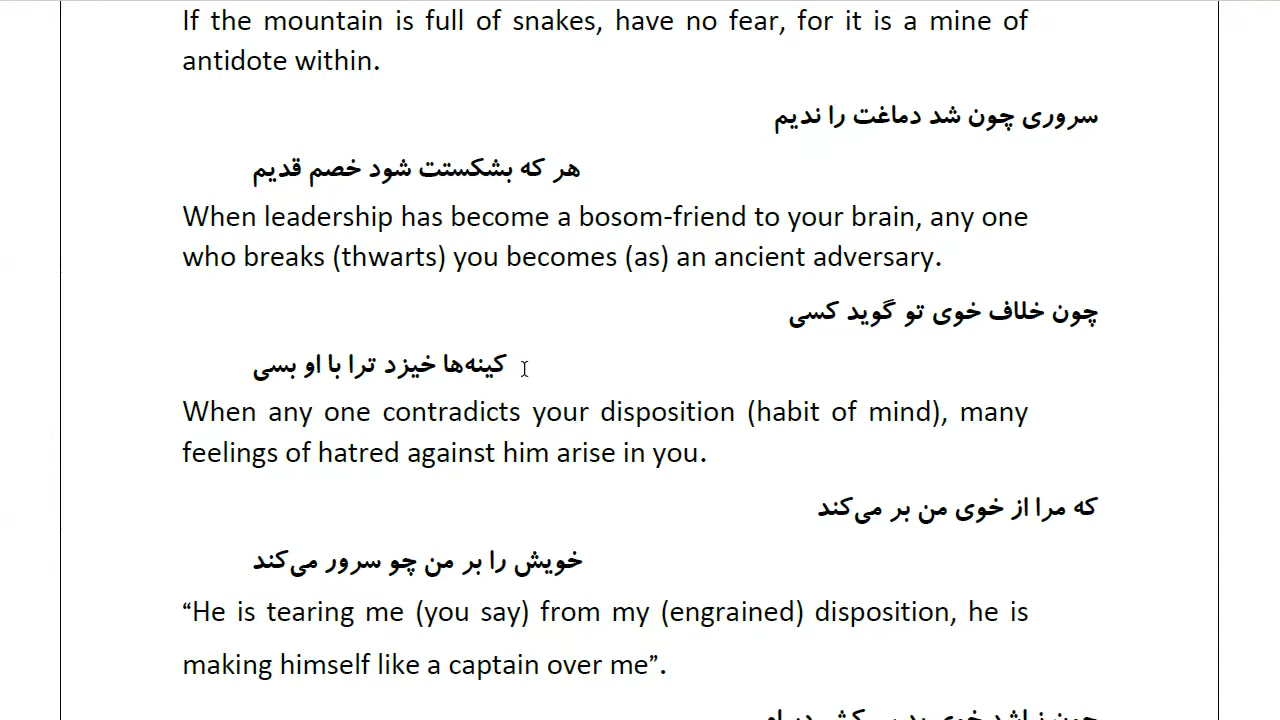 If the mountain is full of snakes, have no fear, for it is a mine of
antidote within.
سروری چون شد دماغت را ندیم
هر که بشکستت شود خصم قدیم
When leadership has become a bosom-friend to your brain, any one
who breaks (thwarts) you becomes (as) an ancient adversary.
چون خلاف خوی تو گوید کسی
کینه‌ها خیزد ترا با او بسی
When any one contradicts your disposition (habit of mind), many
feelings of hatred against him arise in you.
که مرا از خوی من بر می‌کند
خویش را بر من چو سرور می‌کند
“He is tearing me (you say) from my (engrained) disposition, he is
making himself like a captain over me”.